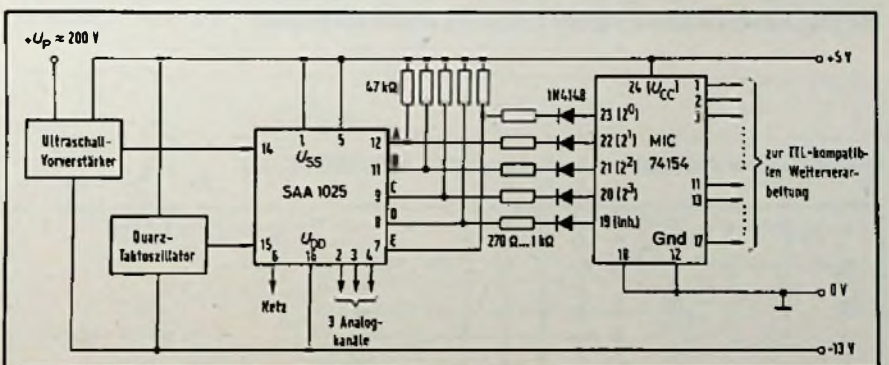 +Up ≈ 200 V
+5 V
47 kΩ
1N4148
24 (UCC)
1
2
3
23 (2⁰)
Ultraschall-
Vorverstärker
14
1
5
USS
12
A
22 (2¹)
MIC
74154
SAA 1025
11
B
21 (2²)
zur TTL-kompatib-
len Weiterverar-
beitung
9
C
20 (2³)
11
13
8
D
19 (Inh.)
Quarz-
Taktoszillator
15
UDD
7
E
270 Ω...1 kΩ
Gnd
17
6
16
2
3
4
18
12
Netz
3 Analog-
kanäle
0 V
-13 V